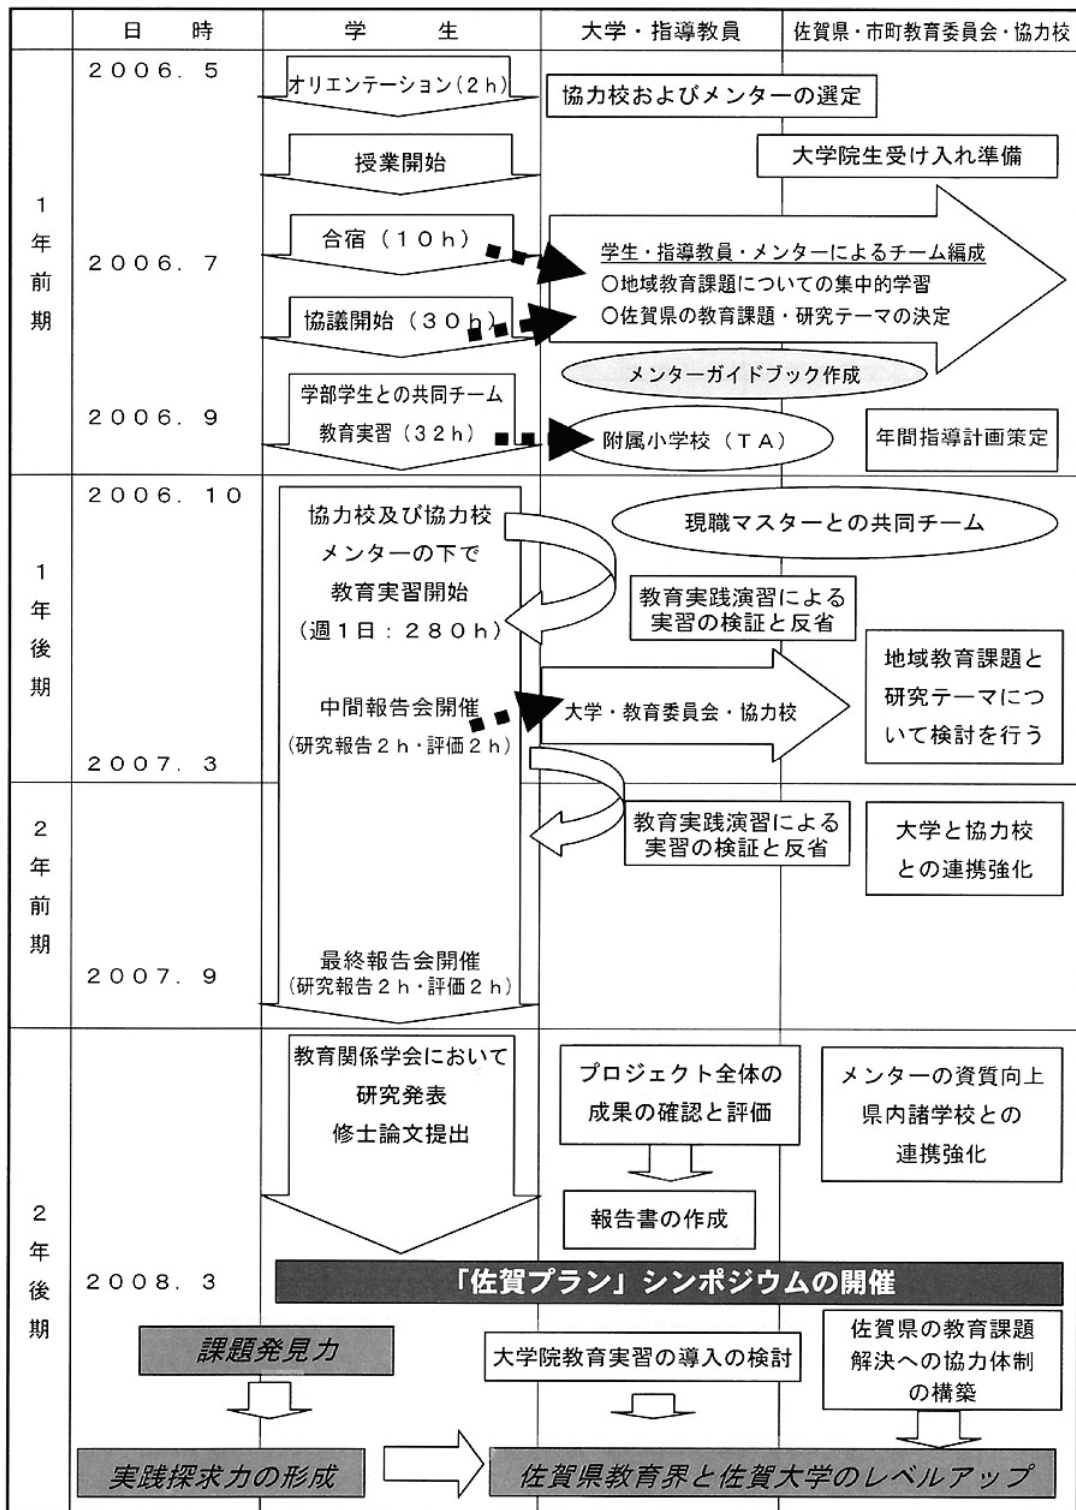 日 時
学 生
大学・指導教員
佐賀県・市町教育委員会・協力校
1年前期
2006.5
オリエンテーション(2h)
協力校およびメンターの選定
授業開始
大学院生受け入れ準備
合宿(10h)
2006.7
学生・指導教員・メンターによるチーム編成
○地域教育課題についての集中的学習
○佐賀県の教育課題・研究テーマの決定
協議開始(30h)
メンターガイドブック作成
2006.9
学部学生との共同チーム
教育実習(32h)
附属小学校(TA)
年間指導計画策定
1年後期
2006.10
協力校及び協力校
メンターの下で
教育実習開始
(週1日:280h)
現職マスターとの共同チーム
教育実践演習による
実習の検証と反省
地域教育課題と
研究テーマについ
いて検討を行う
中間報告会開催
(研究報告2h・評価2h)
大学・教育委員会・協力校
2007.3
2年前期
教育実践演習による
実習の検証と反省
大学と協力校
との連携強化
最終報告会開催
(研究報告2h・評価2h)
2007.9
2年後期
教育関係学会において
研究発表
修士論文提出
プロジェクト全体の
成果の確認と評価
メンターの資質向上
県内諸学校との
連携強化
報告書の作成
2008.3
「佐賀プラン」シンポジウムの開催
課題発見力
大学院教育実習の導入の検討
佐賀県の教育課題
解決への協力体制
の構築
実践探求力の形成
佐賀県教育界と佐賀大学のレベルアップ